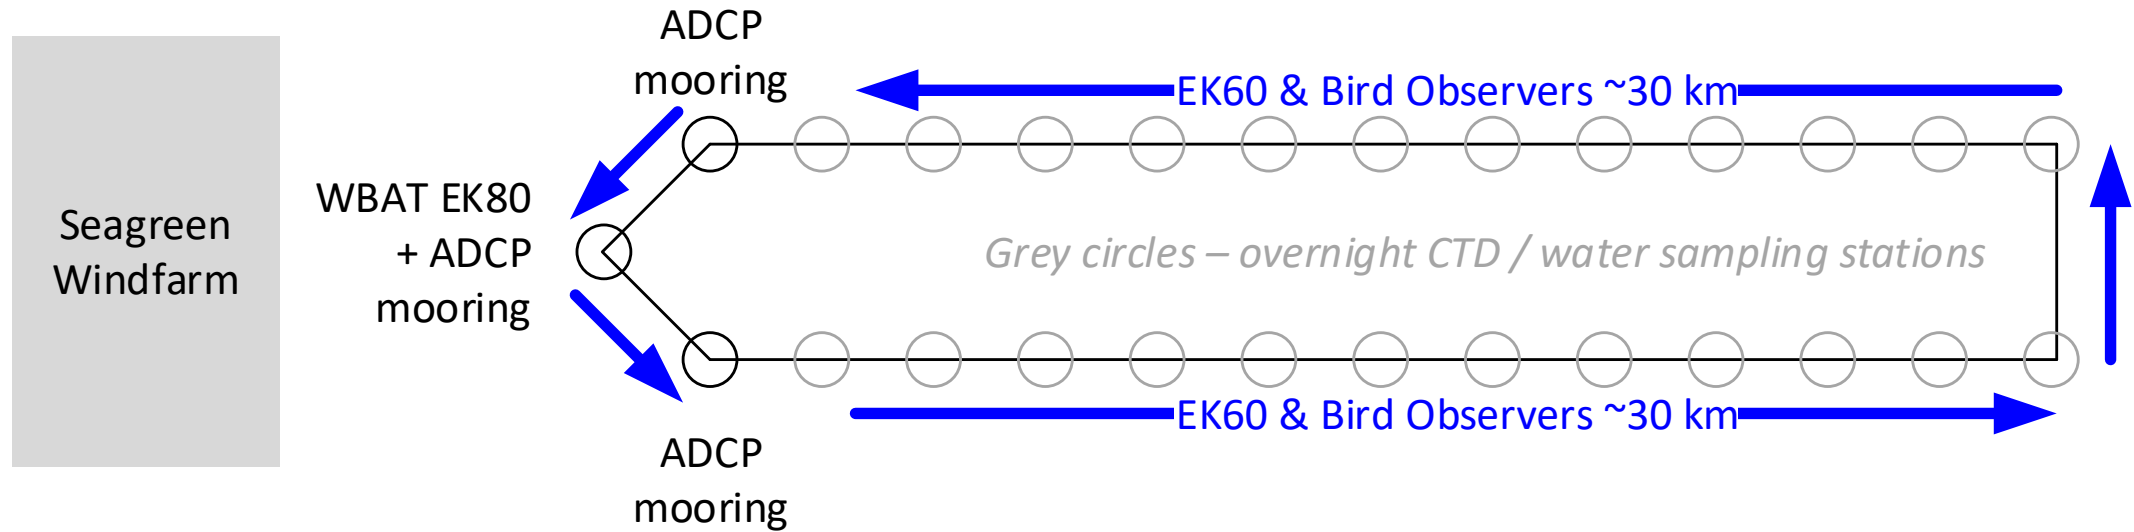 ADCP
mooring
EK60 & Bird Observers ~30 km
Seagreen
Windfarm
WBAT EK80
+ ADCP
mooring
Grey circles – overnight CTD / water sampling stations
EK60 & Bird Observers ~30 km
ADCP
mooring